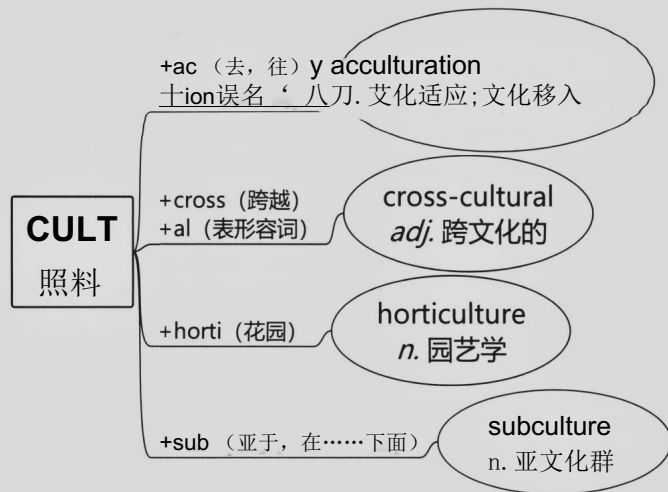 +ac （去，往）y acculturation
十ion误名‘ 八刀. 艾化适应；文化移入
CULT
照料
+cross（跨越）
+al（表形容词）
cross-cultural
adj. 跨文化的
+horti（花园）
horticulture
n. 园艺学
+sub （亚于，在……下面）
subculture
n. 亚文化群